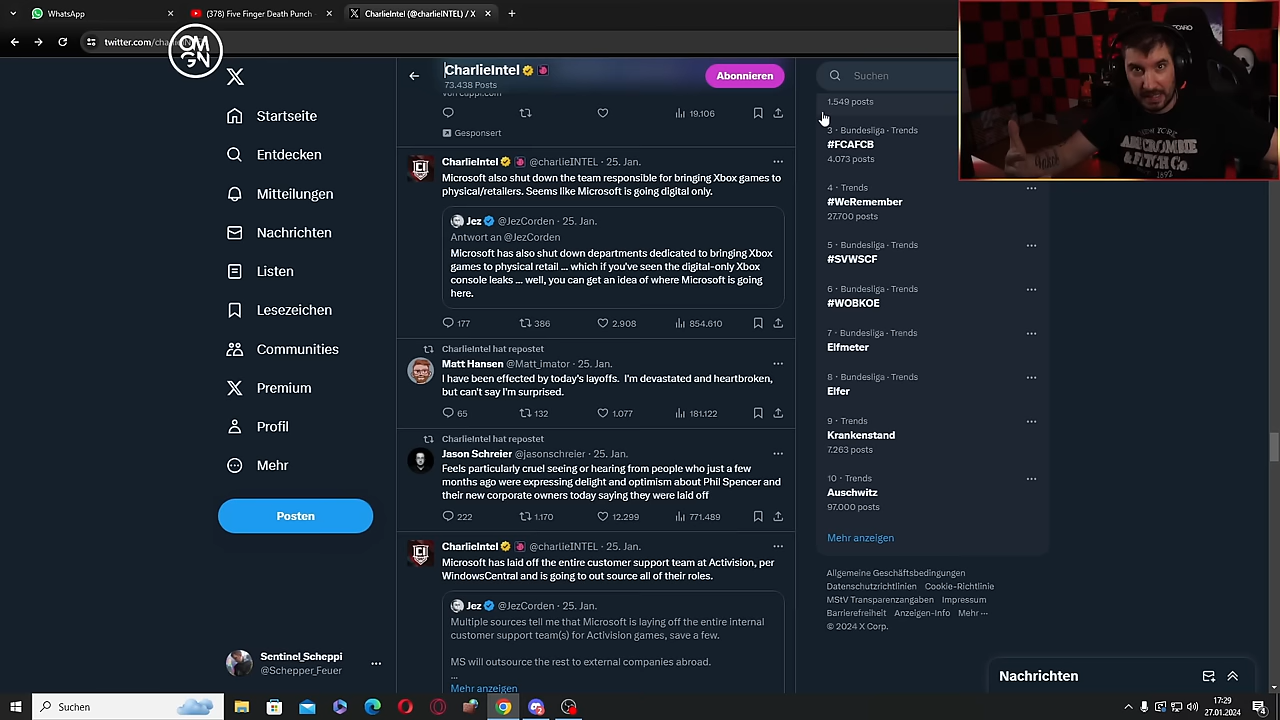 WhatsApp
(378) Five Finger Death Punch
CharlieIntel (@charlieINTEL) / X
twitter.com/cha
OMGN
CharlieIntel
73.438 Posts
Abonnieren
Suchen
19.106
Gesponsert
CharlieIntel @charlieINTEL · 25. Jan.
Microsoft also shut down the team responsible for bringing Xbox games to
physical/retailers. Seems like Microsoft is going digital only.
Jez @JezCorden · 25. Jan.
Antwort an @JezCorden
Microsoft has also shut down departments dedicated to bringing Xbox
games to physical retail ... which if you've seen the digital-only Xbox
console leaks ... well, you can get an idea of where Microsoft is going
here.
177 386 2.908 854.610
CharlieIntel hat repostet
Matt Hansen @Matt_imator · 25. Jan.
I have been effected by today's layoffs. I'm devastated and heartbroken,
but can't say I'm surprised.
65 132 1.077 181.122
CharlieIntel hat repostet
Jason Schreier @jasonschreier · 25. Jan.
Feels particularly cruel seeing or hearing from people who just a few
months ago were expressing delight and optimism about Phil Spencer and
their new corporate owners today saying they were laid off
222 1.170 12.299 771.489
CharlieIntel @charlieINTEL · 25. Jan.
Microsoft has laid off the entire customer support team at Activision, per
WindowsCentral and is going to out source all of their roles.
Jez @JezCorden · 25. Jan.
Multiple sources tell me that Microsoft is laying off the entire internal
customer support team(s) for Activision games, save a few.
MS will outsource the rest to external companies abroad.
...
Mehr anzeigen
Startseite
Entdecken
Mitteilungen
Nachrichten
Listen
Lesezeichen
Communities
Premium
Profil
Mehr
Posten
Sentinel_Scheppi
@Schepper_Feuer
1.549 posts
3 · Bundesliga · Trends
#FCAFCB
4.073 posts
4 · Trends
#WeRemember
27.700 posts
5 · Bundesliga · Trends
#SVWSCF
6 · Bundesliga · Trends
#WOBKOE
7 · Bundesliga · Trends
Elfmeter
8 · Bundesliga · Trends
Elfer
9 · Trends
Krankenstand
7.263 posts
10 · Trends
Auschwitz
97.000 posts
Mehr anzeigen
Allgemeine Geschäftsbedingungen
Datenschutzrichtlinien Cookie-Richtlinie
MStV Transparenzangaben Impressum
Barrierefreiheit Anzeigen-Info Mehr ···
© 2024 X Corp.
Nachrichten
NEW YORK
ABERCROMBIE
& FITCH Co.
1892
Suchen
17:29
27.01.2024
4